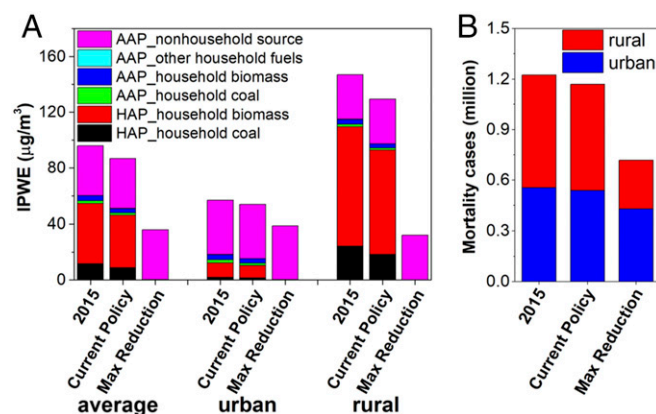 A
IPWE (μg/m³)
180
120
80
40
0
AAP_nonhousehold source
AAP_other household fuels
AAP_household biomass
AAP_household coal
HAP_household biomass
HAP_household coal
2015
Current Policy
Max Reduction
2015
Current Policy
Max Reduction
2015
Current Policy
Max Reduction
average
urban
rural
B
Mortality cases (million)
1.5
1.2
0.9
0.6
0.3
0.0
rural
urban
2015
Current Policy
Max Reduction